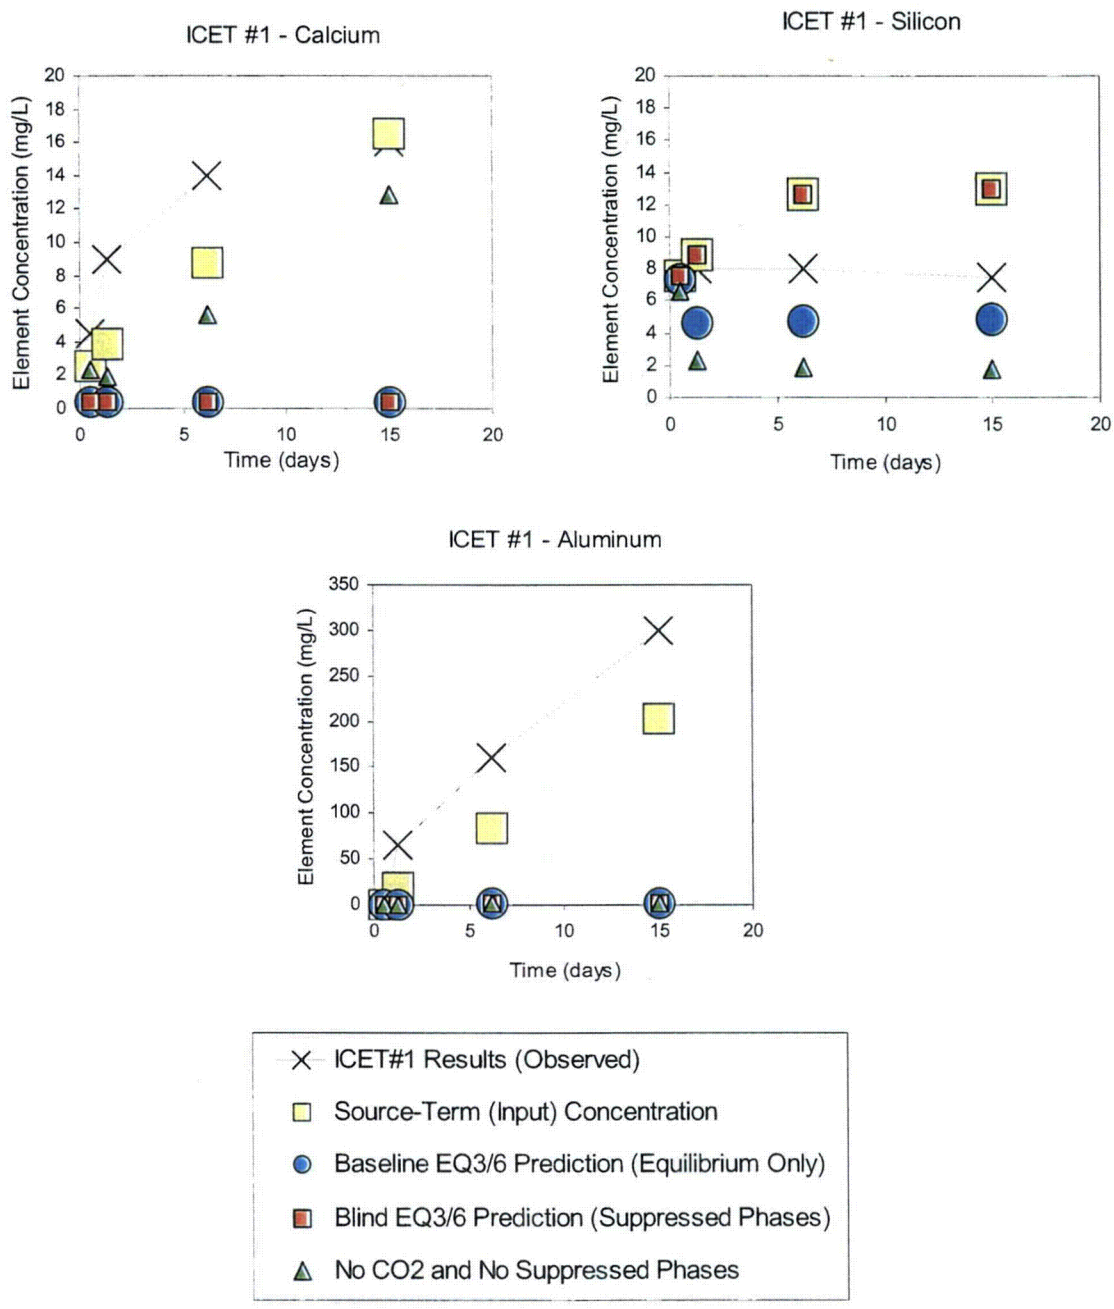 ICET #1 - Calcium
20
18
16
14
12
10
8
6
4
2
0
Element Concentration (mg/L)
0 5 10 15 20
Time (days)
ICET #1 - Silicon
20
18
16
14
12
10
8
6
4
2
0
Element Concentration (mg/L)
0 5 10 15 20
Time (days)
ICET #1 - Aluminum
350
300
250
200
150
100
50
0
Element Concentration (mg/L)
0 5 10 15 20
Time (days)
ICET#1 Results (Observed)
Source-Term (Input) Concentration
Baseline EQ3/6 Prediction (Equilibrium Only)
Blind EQ3/6 Prediction (Suppressed Phases)
No CO2 and No Suppressed Phases